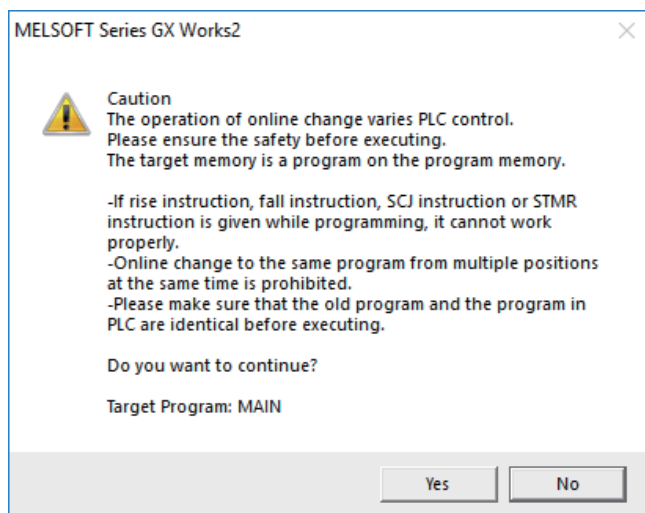 MELSOFT Series GX Works2
Caution
The operation of online change varies PLC control.
Please ensure the safety before executing.
The target memory is a program on the program memory.
-If rise instruction, fall instruction, SCJ instruction or STMR
instruction is given while programming, it cannot work
properly.
-Online change to the same program from multiple positions
at the same time is prohibited.
-Please make sure that the old program and the program in
PLC are identical before executing.
Do you want to continue?
Target Program: MAIN
Yes
No